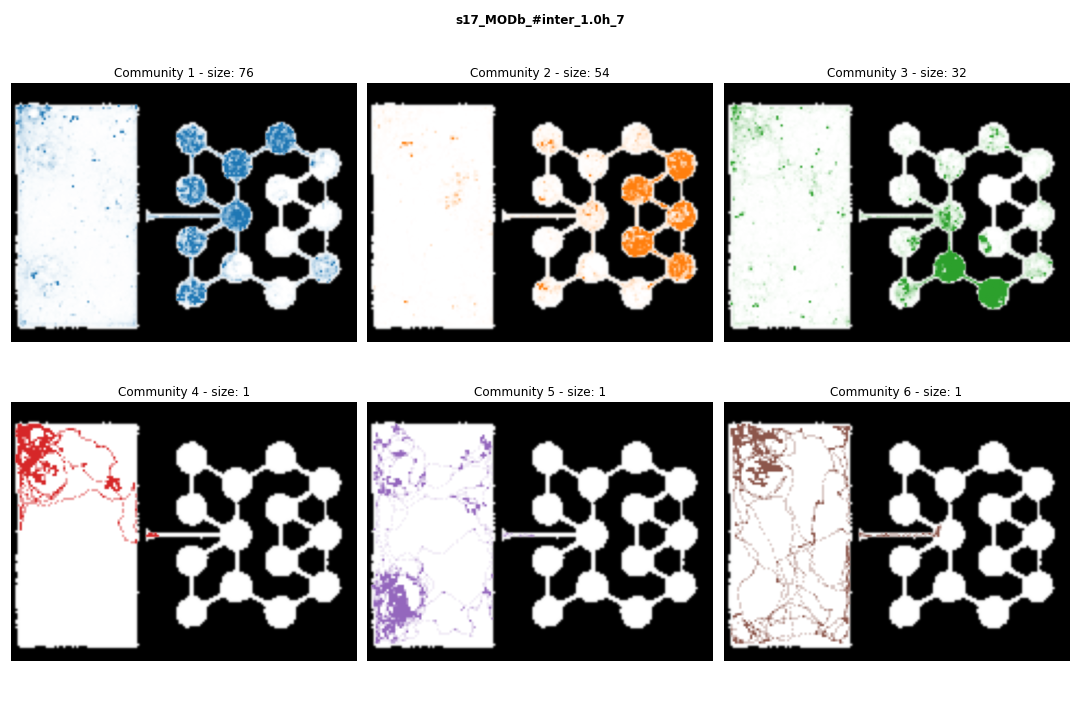 s17_MODb_#inter_1.0h_7
Community 1 - size: 76
Community 2 - size: 54
Community 3 - size: 32
Community 4 - size: 1
Community 5 - size: 1
Community 6 - size: 1